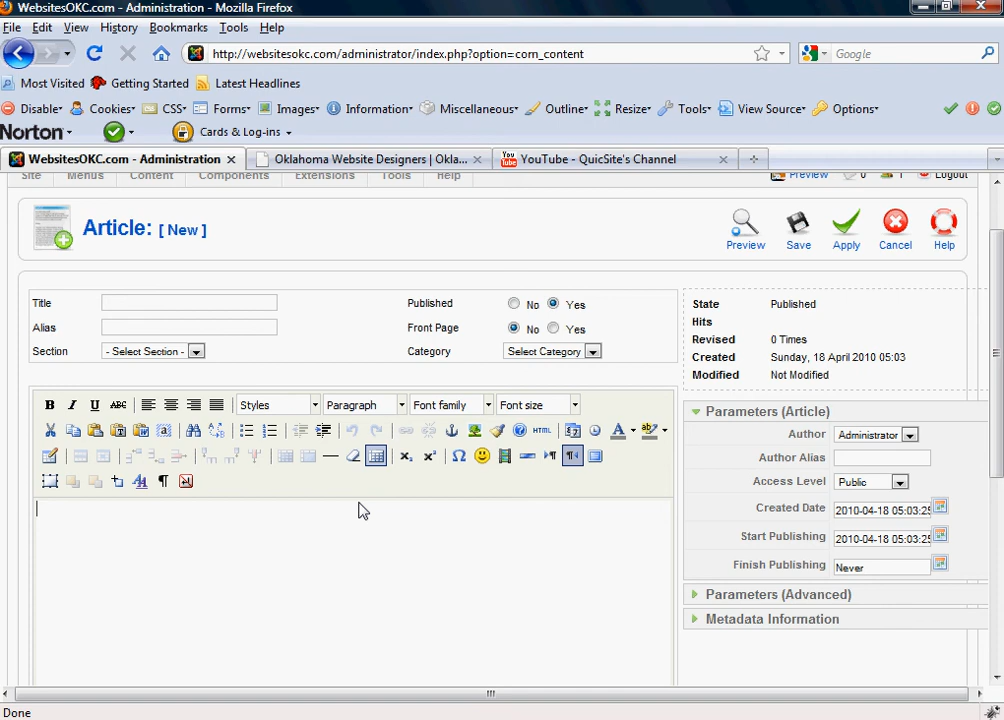 WebsitesOKC.com - Administration - Mozilla Firefox
File Edit View History Bookmarks Tools Help
http://websitesokc.com/administrator/index.php?option=com_content Google
Most Visited Getting Started Latest Headlines
Disable Cookies CSS Forms Images Information Miscellaneous Outline Resize Tools View Source Options
Norton Cards & Log-ins
WebsitesOKC.com - Administration Oklahoma Website Designers | Okla... YouTube - QuicSite's Channel
Site Menus Content Components Extensions Tools Help Preview 0 1 Logout
Article: [ New ]
Preview Save Apply Cancel Help
Title Published No Yes
Alias Front Page No Yes
Section - Select Section - Category Select Category
State Published
Hits
Revised 0 Times
Created Sunday, 18 April 2010 05:03
Modified Not Modified
B I U ABC Styles Paragraph Font family Font size
HTML A ab
x₂ x² Ω
Parameters (Article)
Author Administrator
Author Alias
Access Level Public
Created Date 2010-04-18 05:03:25
Start Publishing 2010-04-18 05:03:25
Finish Publishing Never
Parameters (Advanced)
Metadata Information
Done